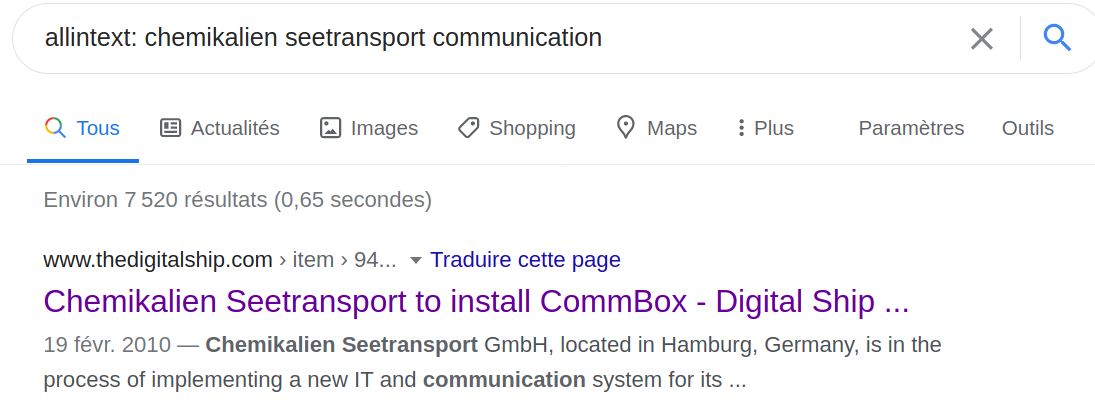 allintext: chemikalien seetransport communication
Tous Actualités Images Shopping Maps Plus Paramètres Outils
Environ 7 520 résultats (0,65 secondes)
www.thedigitalship.com › item › 94... Traduire cette page
Chemikalien Seetransport to install CommBox - Digital Ship ...
19 févr. 2010 — Chemikalien Seetransport GmbH, located in Hamburg, Germany, is in the
process of implementing a new IT and communication system for its ...